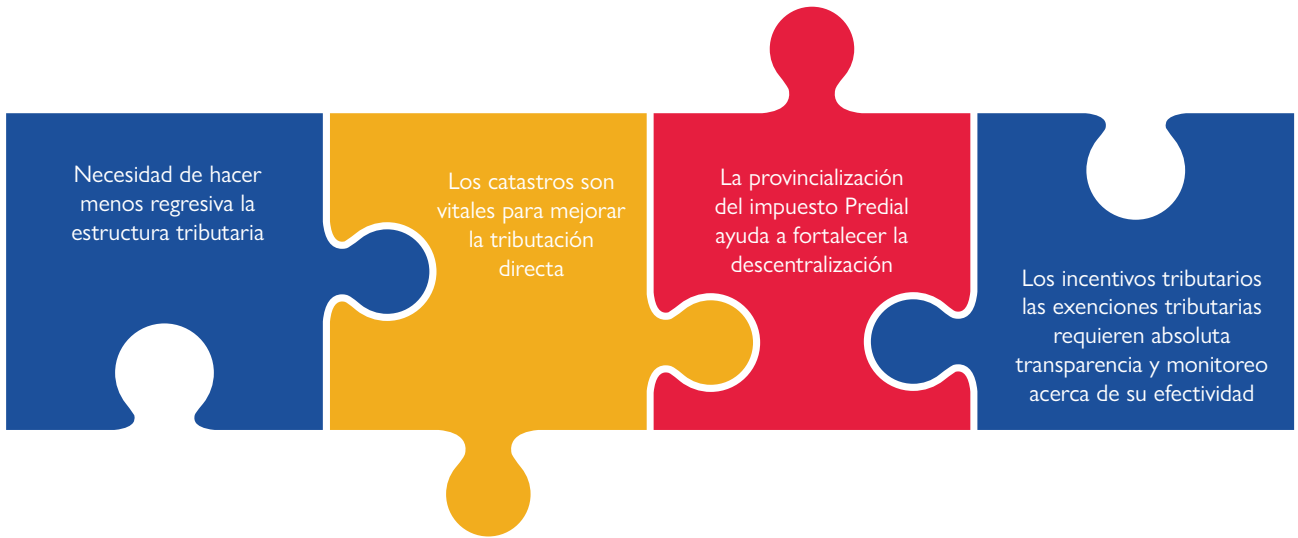 Necesidad de hacer
menos regresiva la
estructura tributaria
Los catastros son
vitales para mejorar
la tributación
directa
La provincialización
del impuesto Predial
ayuda a fortalecer la
descentralización
Los incentivos tributarios
las exenciones tributarias
requieren absoluta
transparencia y monitoreo
acerca de su efectividad